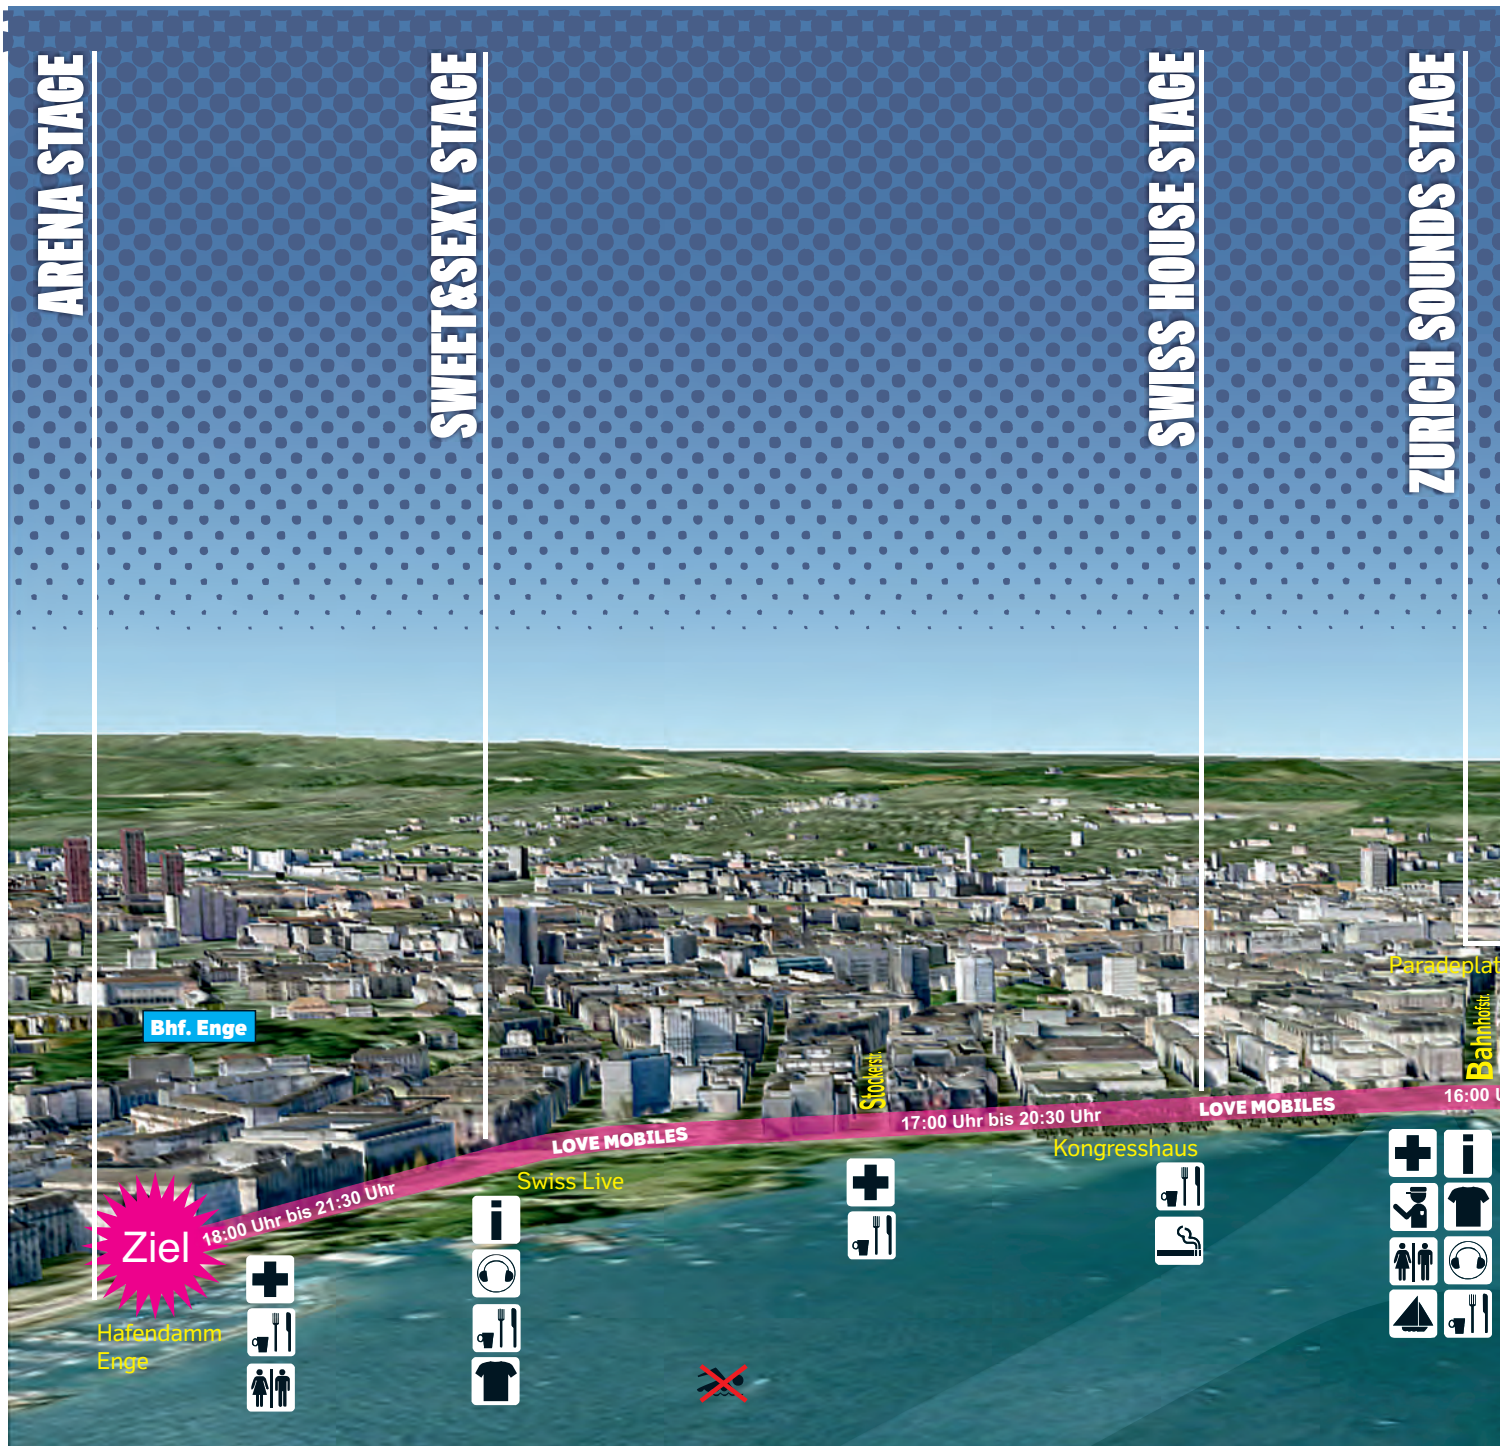 ARENA STAGE
SWEET&SEXY STAGE
SWISS HOUSE STAGE
ZURICH SOUNDS STAGE
Paradeplat
Bhf. Enge
Bahnhofstr.
Stockerstr.
16:00 U
LOVE MOBILES
17:00 Uhr bis 20:30 Uhr
LOVE MOBILES
Kongresshaus
Swiss Live
18:00 Uhr bis 21:30 Uhr
Ziel
Hafendamm
Enge